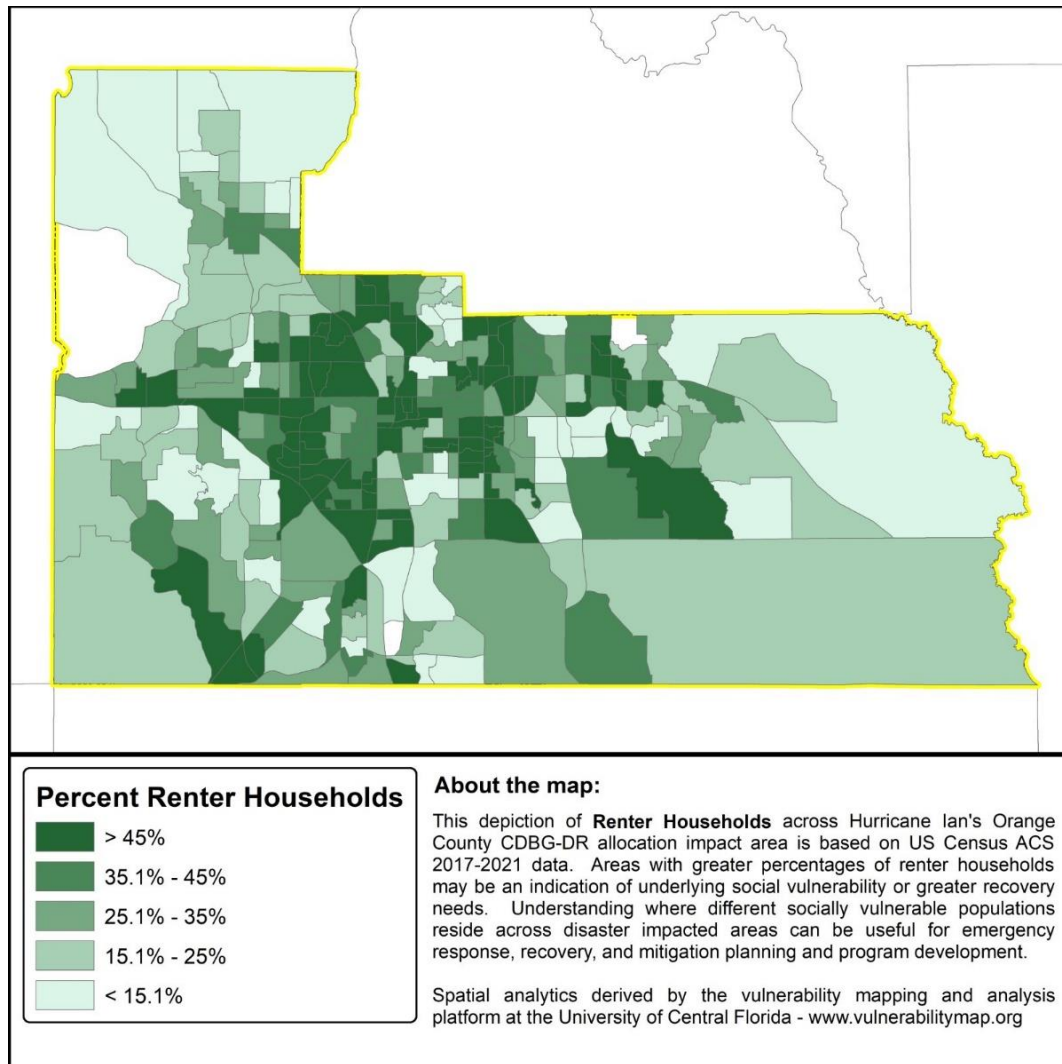 Percent Renter Households
> 45%
35.1% - 45%
25.1% - 35%
15.1% - 25%
< 15.1%
About the map:
This depiction of Renter Households across Hurricane Ian's Orange
County CDBG-DR allocation impact area is based on US Census ACS
2017-2021 data. Areas with greater percentages of renter households
may be an indication of underlying social vulnerability or greater recovery
needs. Understanding where different socially vulnerable populations
reside across disaster impacted areas can be useful for emergency
response, recovery, and mitigation planning and program development.
Spatial analytics derived by the vulnerability mapping and analysis
platform at the University of Central Florida - www.vulnerabilitymap.org